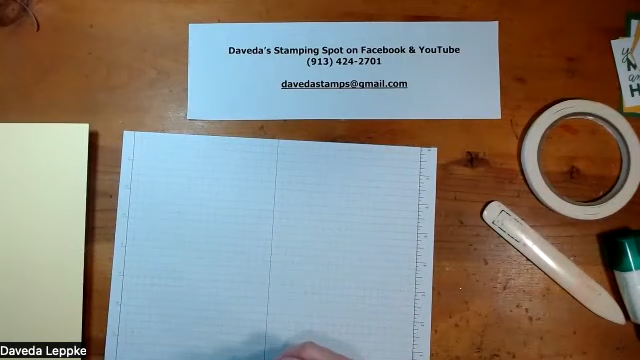 Daveda's Stamping Spot on Facebook & YouTube
(913) 424-2701
davedastamps@gmail.com
Daveda Leppke